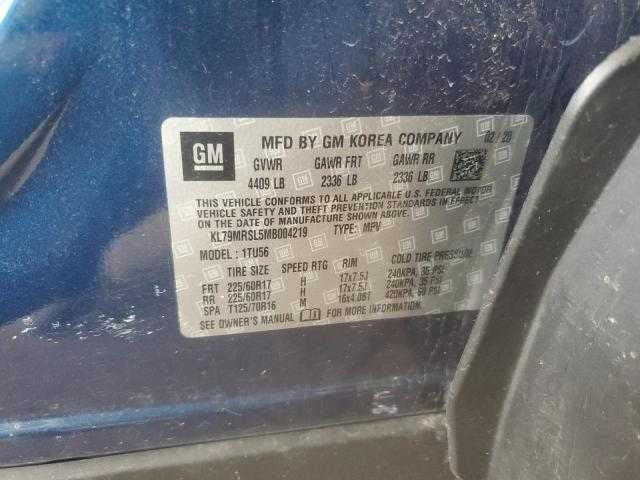 GM MFD BY GM KOREA COMPANY 02/20
GVWR GAWR FRT GAWR RR
4409 LB 2336 LB 2336 LB
THIS VEHICLE CONFORMS TO ALL APPLICABLE U.S. FEDERAL MOTOR
VEHICLE SAFETY, BUMPER, AND THEFT PREVENTION STANDARDS IN EFFECT
ON THE DATE OF MANUFACTURE SHOWN ABOVE.
KL79MRSL5MB004219 TYPE: MPV
MODEL : 1TU56
TIRE SIZE SPEED RTG RIM COLD TIRE PRESSURE
FRT 225/60R17 H 17x7.5J 240KPA, 35 PSI
RR 225/60R17 H 17x7.5J 240KPA, 35 PSI
SPA T125/70R16 M 16x4.0BT 420KPA, 60 PSI
SEE OWNER'S MANUAL FOR MORE INFORMATION.